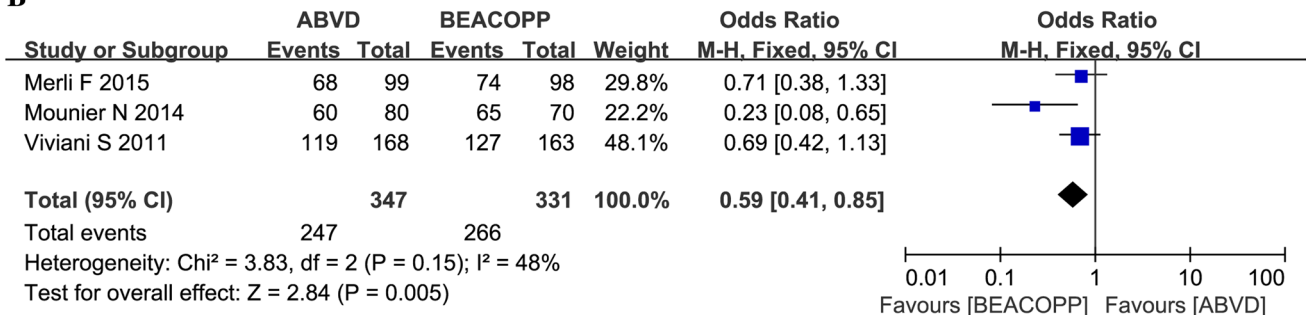 B
ABVD BEACOPP Odds Ratio Odds Ratio
Study or Subgroup Events Total Events Total Weight M-H, Fixed, 95% CI M-H, Fixed, 95% CI
Merli F 2015 68 99 74 98 29.8% 0.71 [0.38, 1.33]
Mounier N 2014 60 80 65 70 22.2% 0.23 [0.08, 0.65]
Viviani S 2011 119 168 127 163 48.1% 0.69 [0.42, 1.13]
Total (95% CI) 347 331 100.0% 0.59 [0.41, 0.85]
Total events 247 266
Heterogeneity: Chi² = 3.83, df = 2 (P = 0.15); I² = 48%
Test for overall effect: Z = 2.84 (P = 0.005)
0.01 0.1 1 10 100
Favours [BEACOPP] Favours [ABVD]